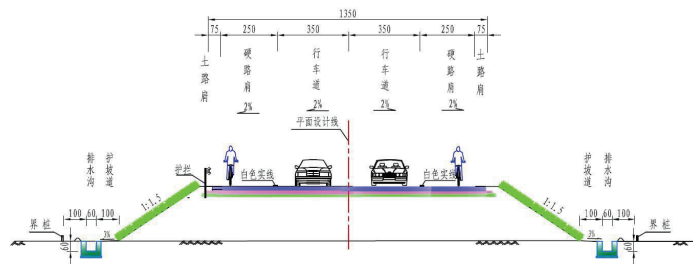 1350
75 250 350 350 250 75
土路肩 硬路肩 行车道 行车道 硬路肩 土路肩
2% 2% 2% 2%
平面设计线
排水沟 护坡道 护栏 白色实线 白色实线 护坡道 排水沟
1:1.5 1:1.5
100 60 100 100 60 100
界桩 界桩
3% 3%
60 60